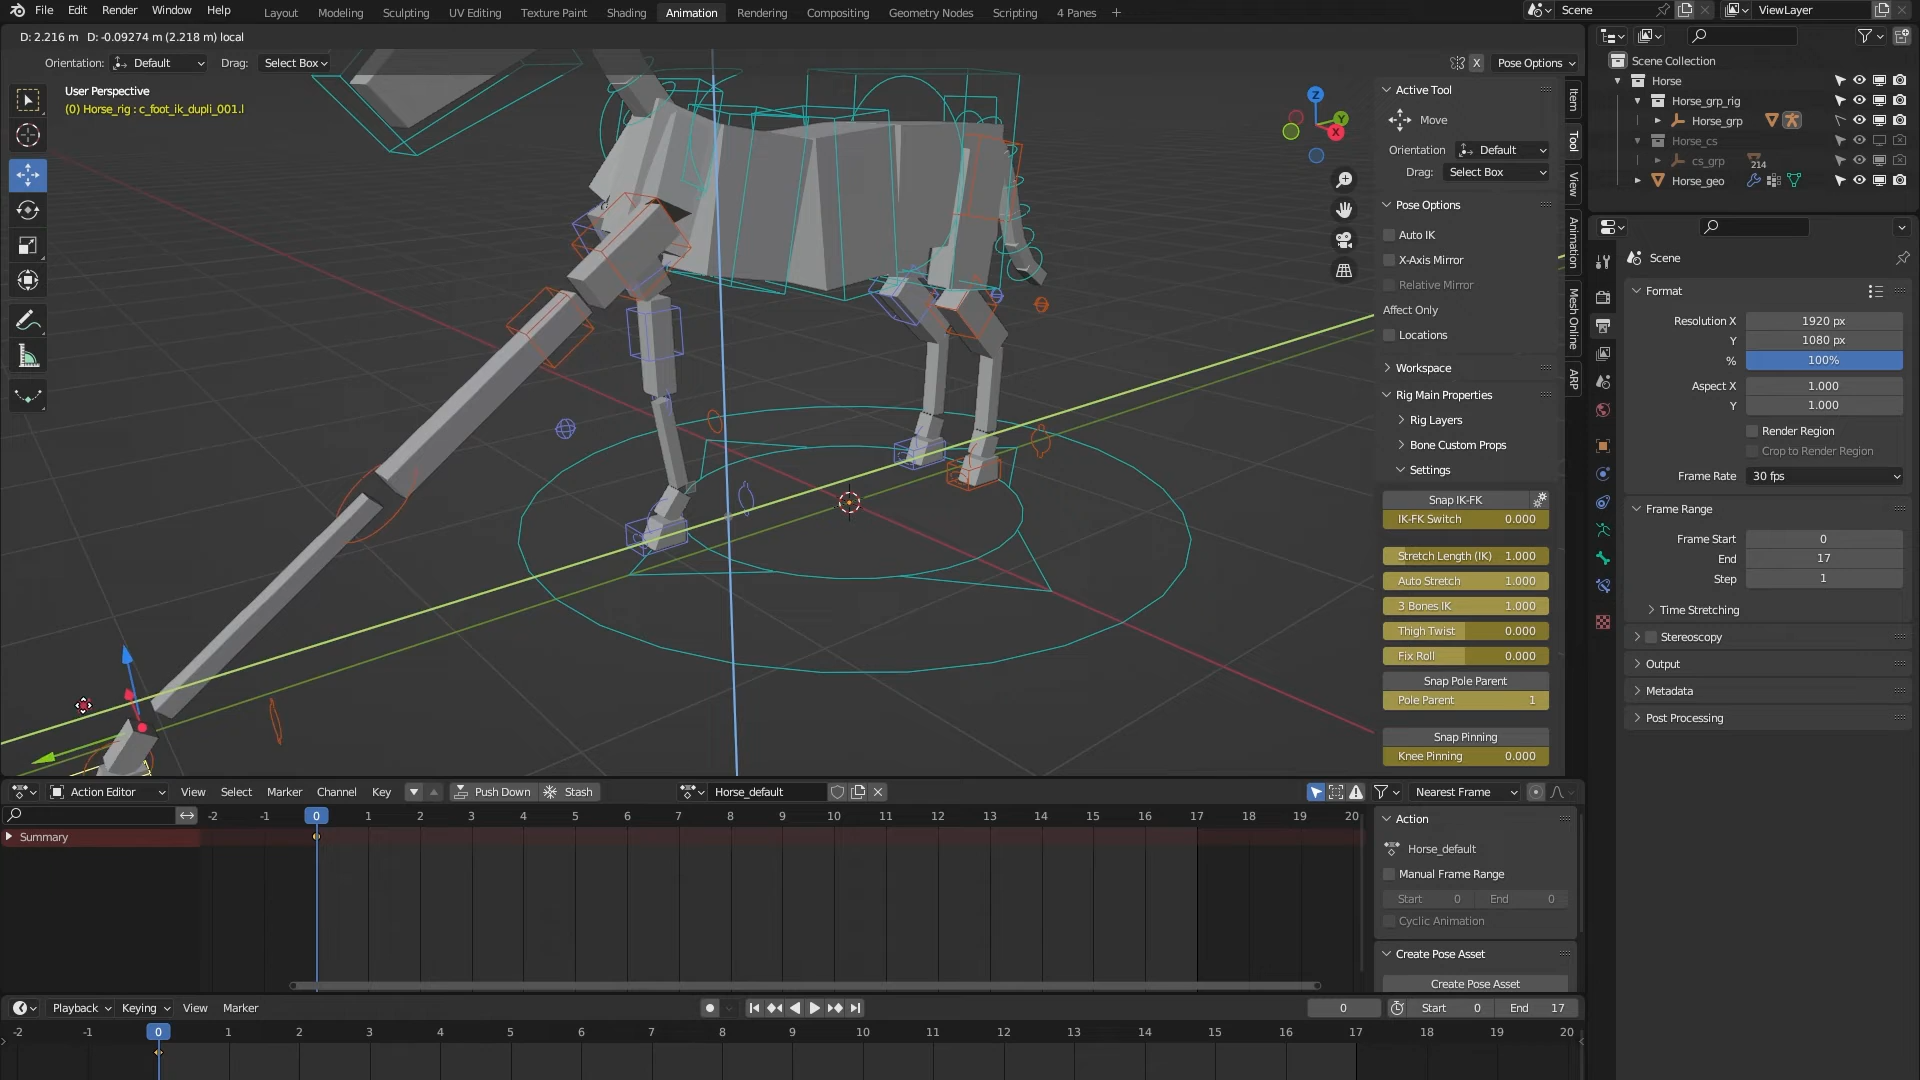 File Edit Render Window Help
Layout Modeling Sculpting UV Editing Texture Paint Shading Animation Rendering Compositing Geometry Nodes Scripting 4 Panes +
Scene ViewLayer
D: 2.216 m D: -0.09274 m (2.218 m) local
Orientation: Default Drag: Select Box
X Pose Options
User Perspective
(0) Horse_rig : c_foot_ik_dupli_001.l
Z
Y
X
Active Tool
Move
Orientation Default
Drag: Select Box
Pose Options
Auto IK
X-Axis Mirror
Relative Mirror
Affect Only
Locations
Workspace
Rig Main Properties
Rig Layers
Bone Custom Props
Settings
Snap IK-FK
IK-FK Switch 0.000
Stretch Length (IK) 1.000
Auto Stretch 1.000
3 Bones IK 1.000
Thigh Twist 0.000
Fix Roll 0.000
Snap Pole Parent
Pole Parent 1
Snap Pinning
Knee Pinning 0.000
Item
Tool
View
Animation
Mesh Online
ARP
Scene Collection
Horse
Horse_grp_rig
Horse_grp
Horse_cs
cs_grp 214
Horse_geo
Scene
Format
Resolution X 1920 px
Y 1080 px
% 100%
Aspect X 1.000
Y 1.000
Render Region
Crop to Render Region
Frame Rate 30 fps
Frame Range
Frame Start 0
End 17
Step 1
Time Stretching
Stereoscopy
Output
Metadata
Post Processing
Action Editor View Select Marker Channel Key Push Down Stash Horse_default Nearest Frame
-2 -1 0 1 2 3 4 5 6 7 8 9 10 11 12 13 14 15 16 17 18 19 20
Summary
Action
Horse_default
Manual Frame Range
Start 0 End 0
Cyclic Animation
Create Pose Asset
Create Pose Asset
Playback Keying View Marker 0 Start 0 End 17
-2 -1 0 1 2 3 4 5 6 7 8 9 10 11 12 13 14 15 16 17 18 19 20